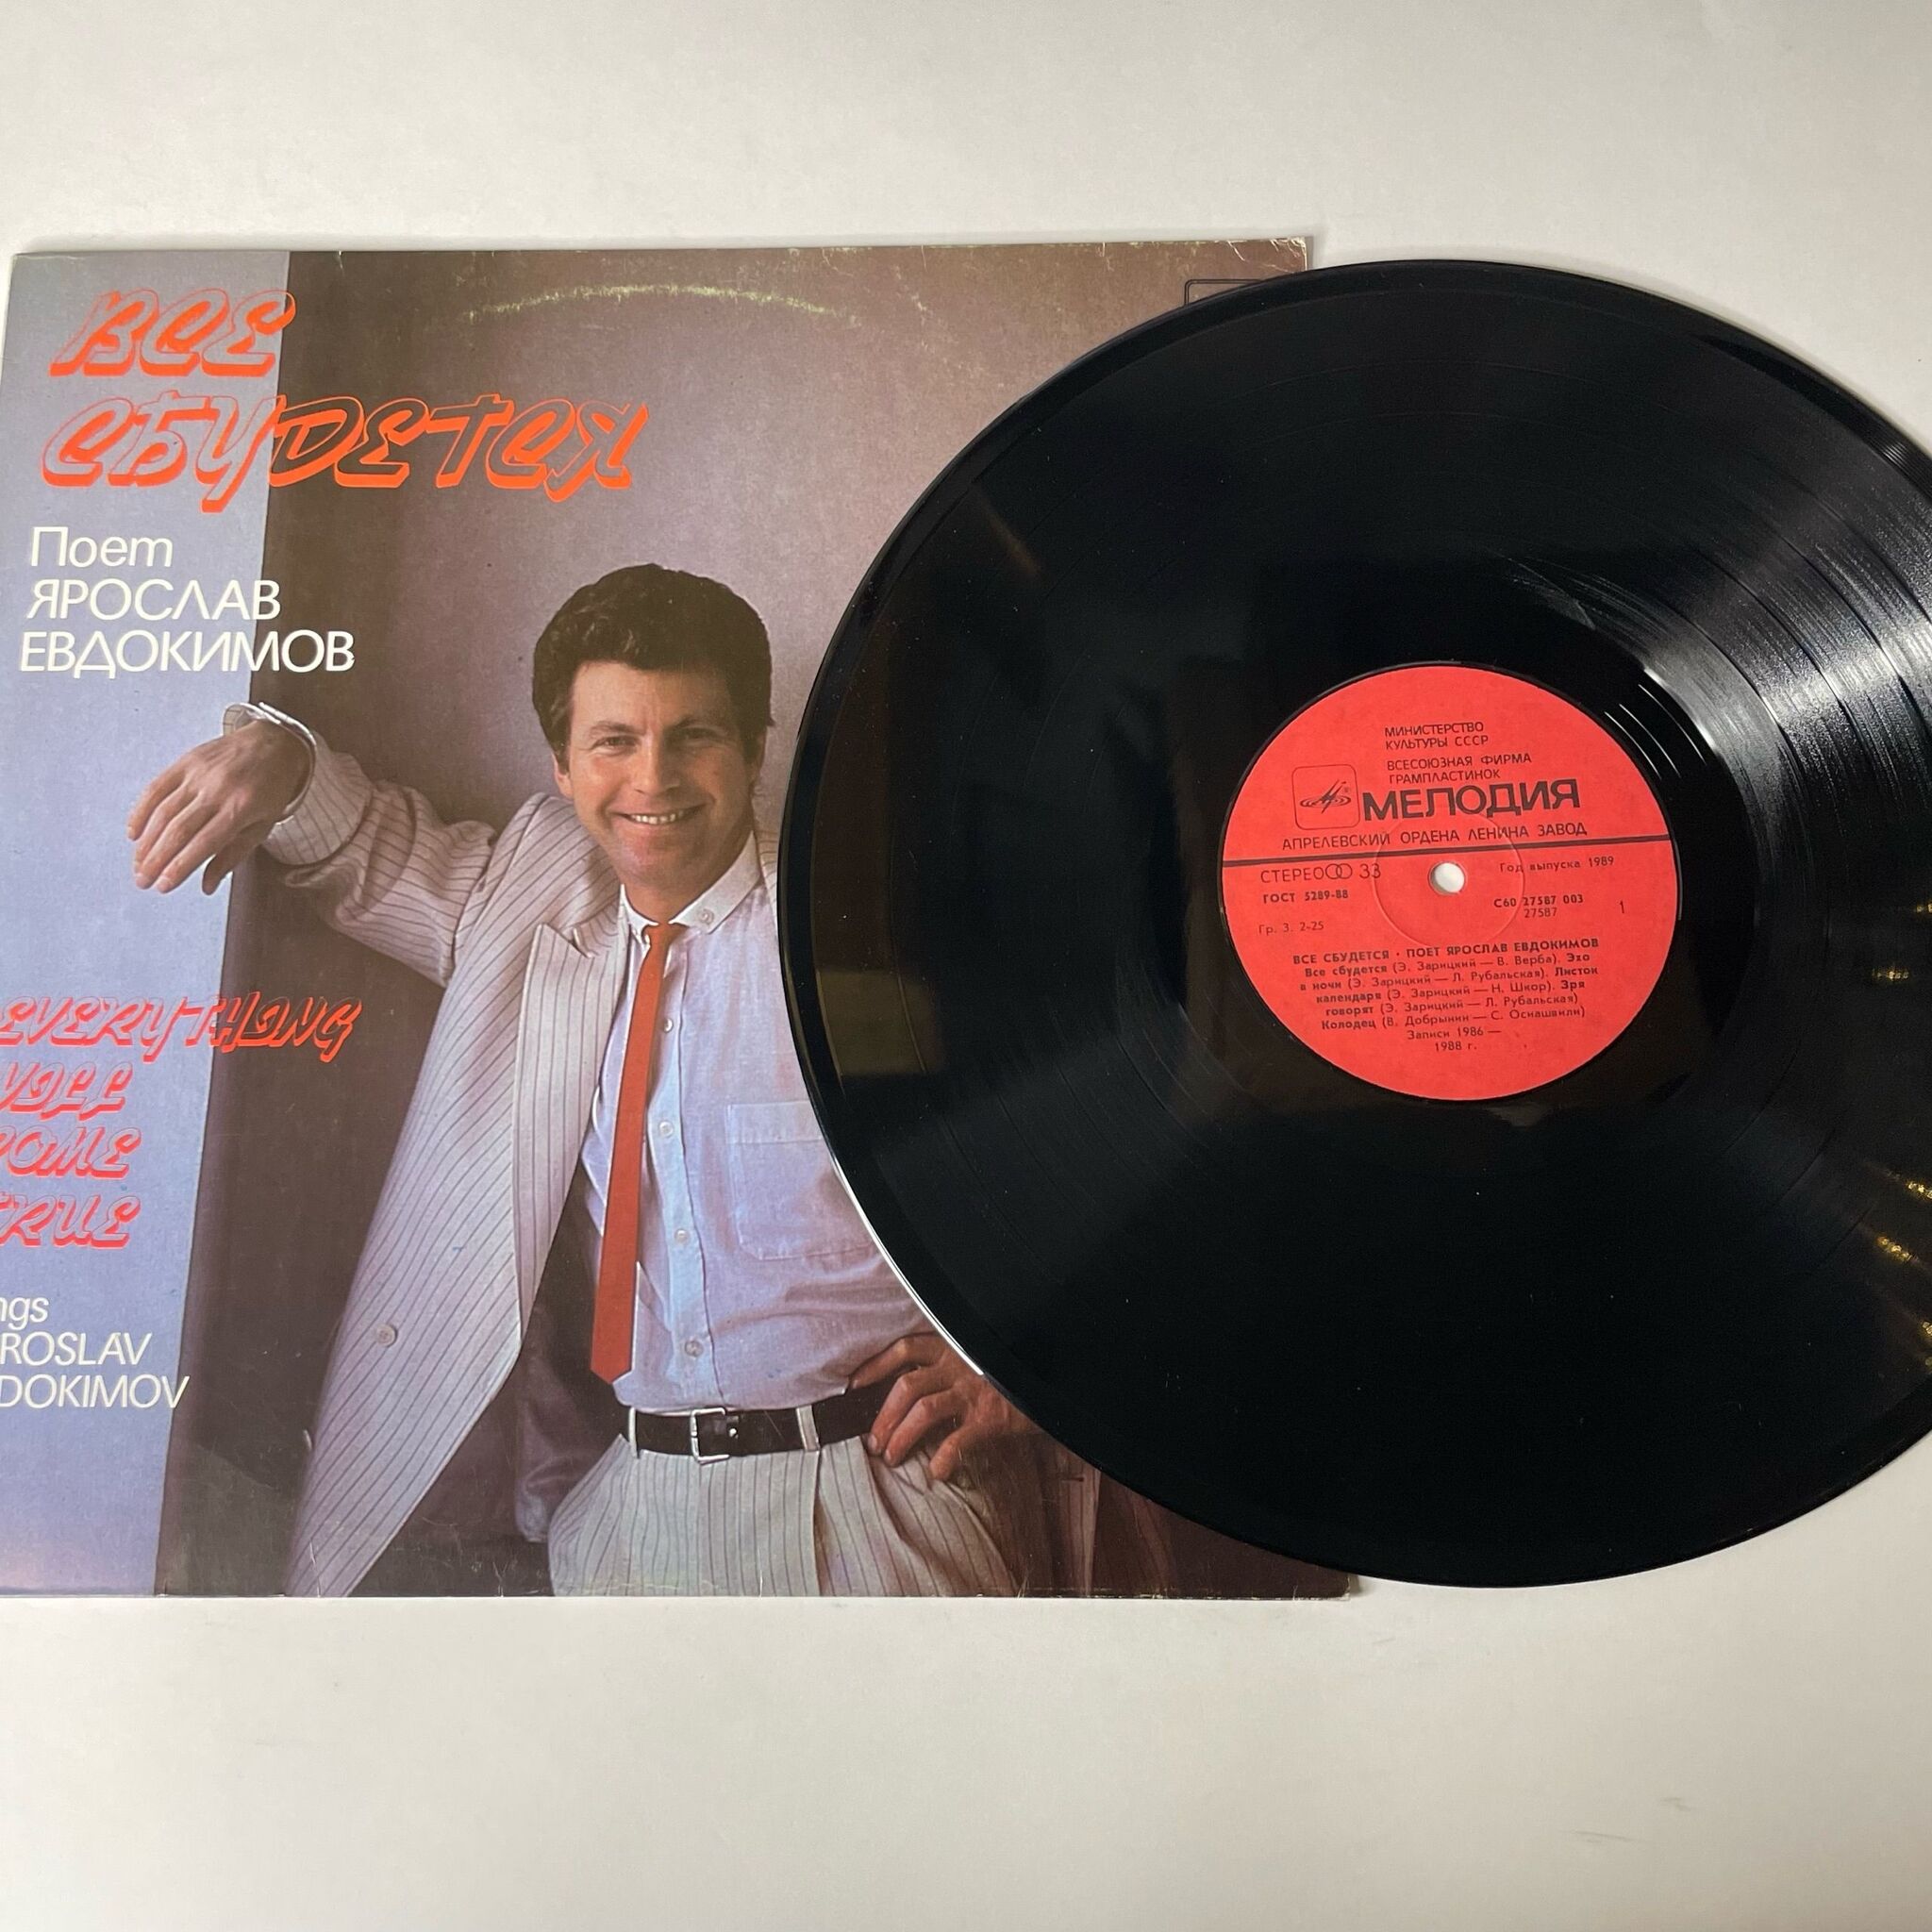 ВСЕ
СБУДЕТСЯ
Поет
ЯРОСЛАВ
ЕВДОКИМОВ
EVERYTHING
WILL
COME
TRUE
ngs
ROSLAV
DOKIMOV
МИНИСТЕРСТВО
КУЛЬТУРЫ СССР
ВСЕСОЮЗНАЯ ФИРМА
ГРАМПЛАСТИНОК
МЕЛОДИЯ
АПРЕЛЕВСКИЙ ОРДЕНА ЛЕНИНА ЗАВОД
СТЕРЕО 33
Год выпуска 1989
ГОСТ 5289-88
С60 27587 003
27587
1
Гр. 3. 2-25
ВСЕ СБУДЕТСЯ · ПОЕТ ЯРОСЛАВ ЕВДОКИМОВ
Все сбудется (Э. Зарицкий — В. Верба). Эхо
в ночи (Э. Зарицкий — Л. Рубальская). Листок
календаря (Э. Зарицкий — Н. Шкор). Зря
говорят (Э. Зарицкий — Л. Рубальская)
Колодец (В. Добрынин — С. Осиашвили)
Записи 1986 —
1988 г.